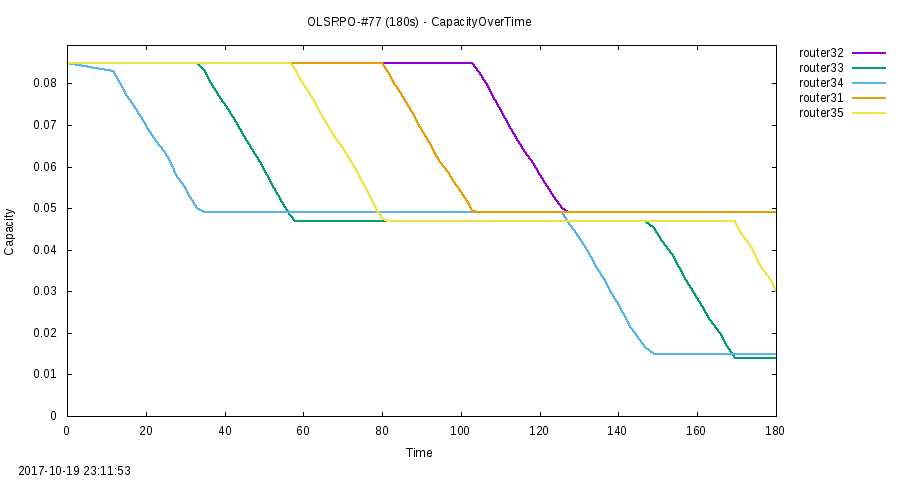 OLSRPO-#77 (180s) - CapacityOverTime
router32
router33
router34
router31
router35
0.08
0.07
0.06
0.05
0.04
0.03
0.02
0.01
0
Capacity
0 20 40 60 80 100 120 140 160 180
Time
2017-10-19 23:11:53